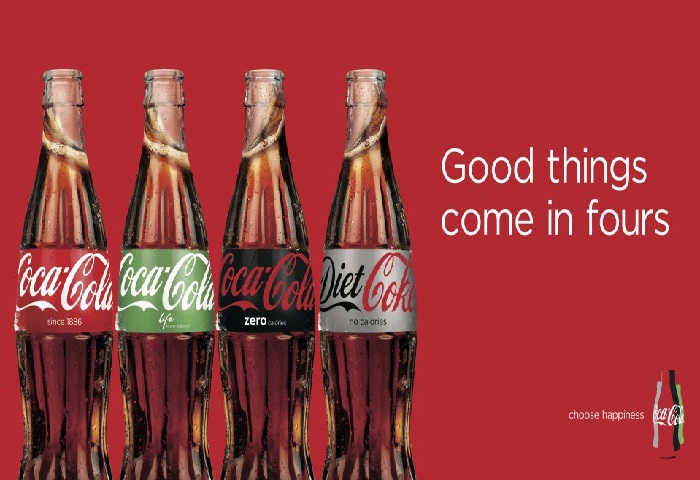 Good things
come in fours
Coca-Cola
since 1886
Coca-Cola
life
Coca-Cola
zero calories
Diet Coke
no calories
choose happiness
Coca-Cola